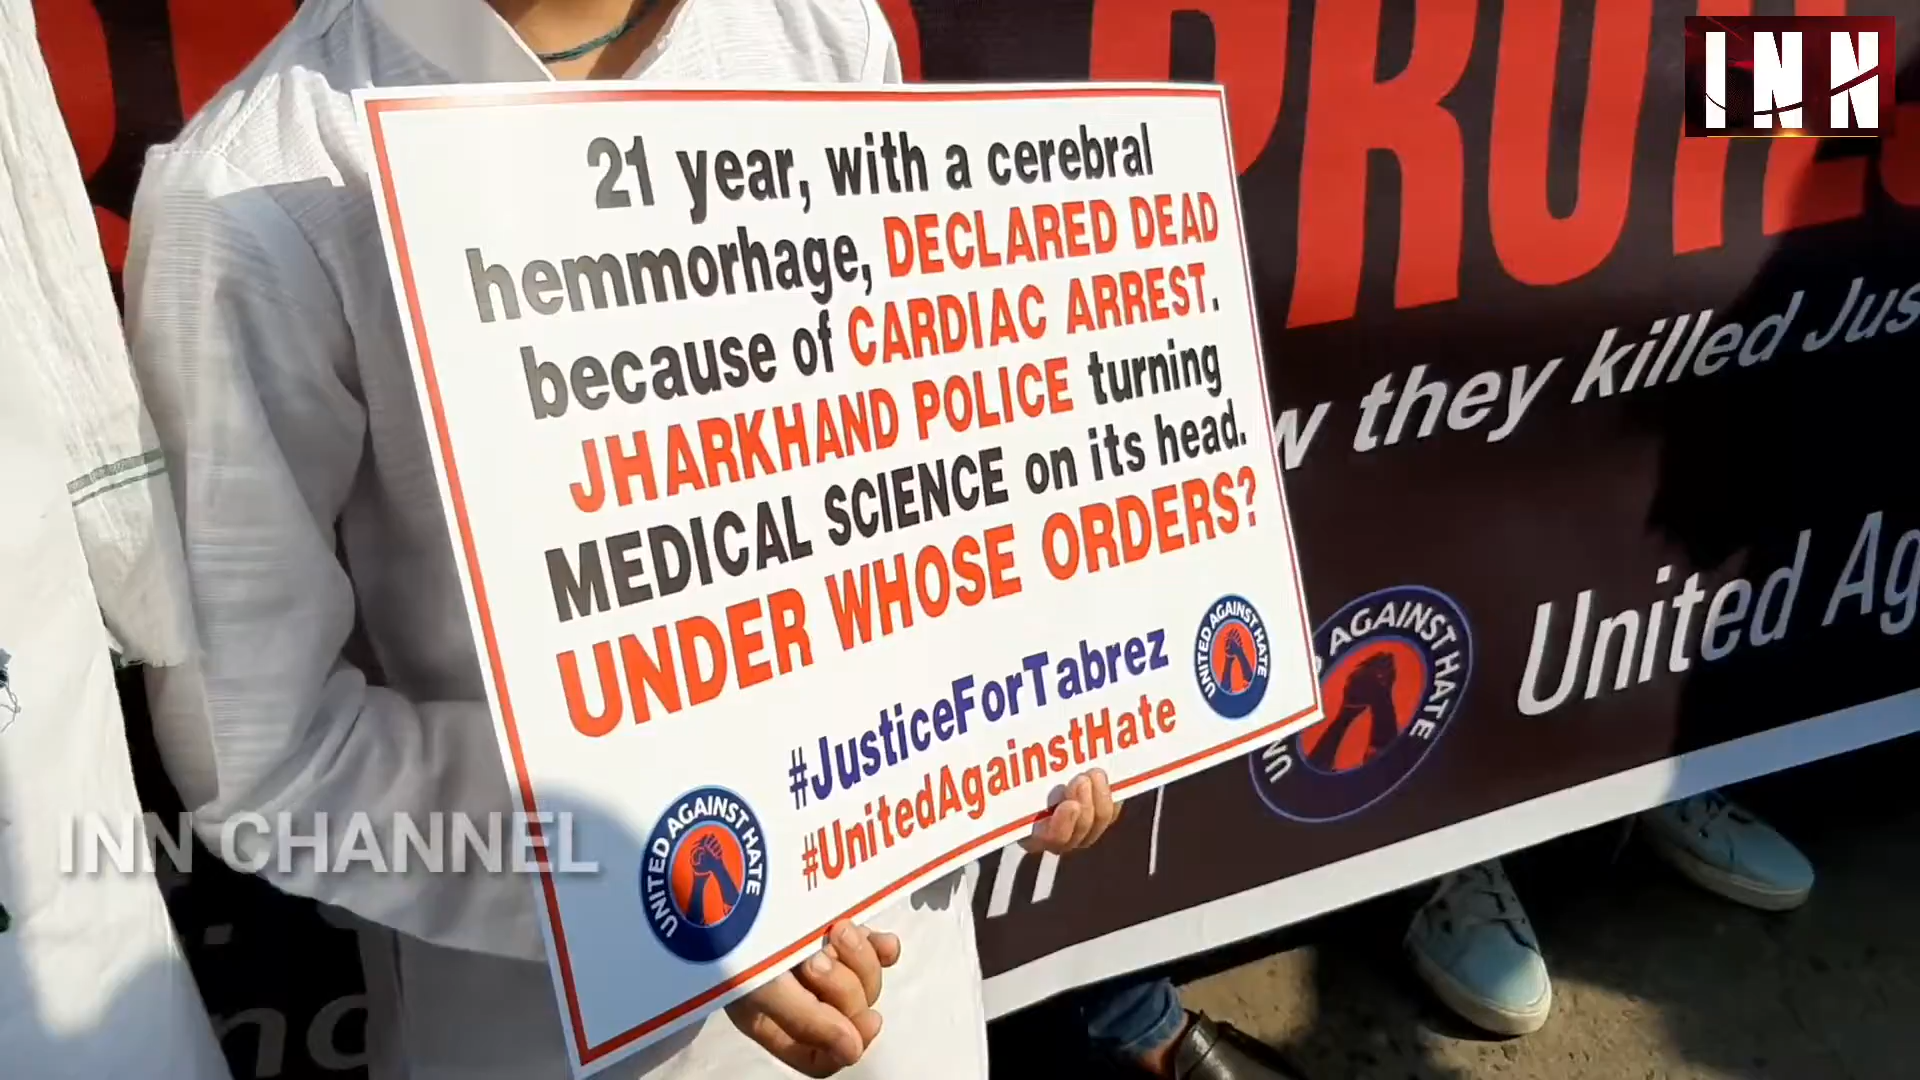 INN
21 year, with a cerebral
hemmorhage, DECLARED DEAD
because of CARDIAC ARREST.
JHARKHAND POLICE turning
MEDICAL SCIENCE on its head.
UNDER WHOSE ORDERS?
#JusticeForTabrez
#UnitedAgainstHate
UNITED AGAINST HATE
UNITED AGAINST HATE
they killed Jus
United Ag
AGAINST HATE
INN CHANNEL